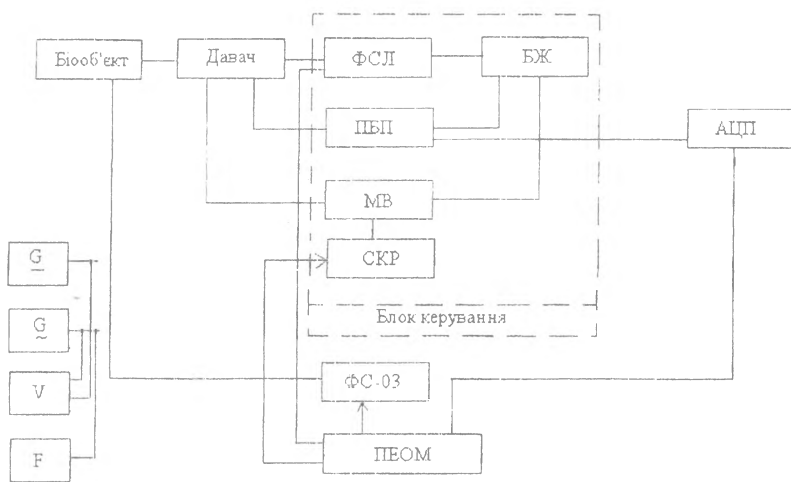 Біооб'єкт
Давач
ФСЛ
БЖ
ПБП
АЦП
МВ
СКР
Блок керування
G
—
G
~
ФС-03
V
F
ПЕОМ